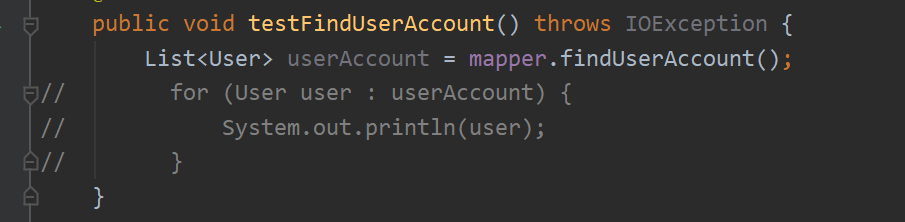 public void testFindUserAccount() throws IOException {
List<User> userAccount = mapper.findUserAccount();
// for (User user : userAccount) {
// System.out.println(user);
// }
}